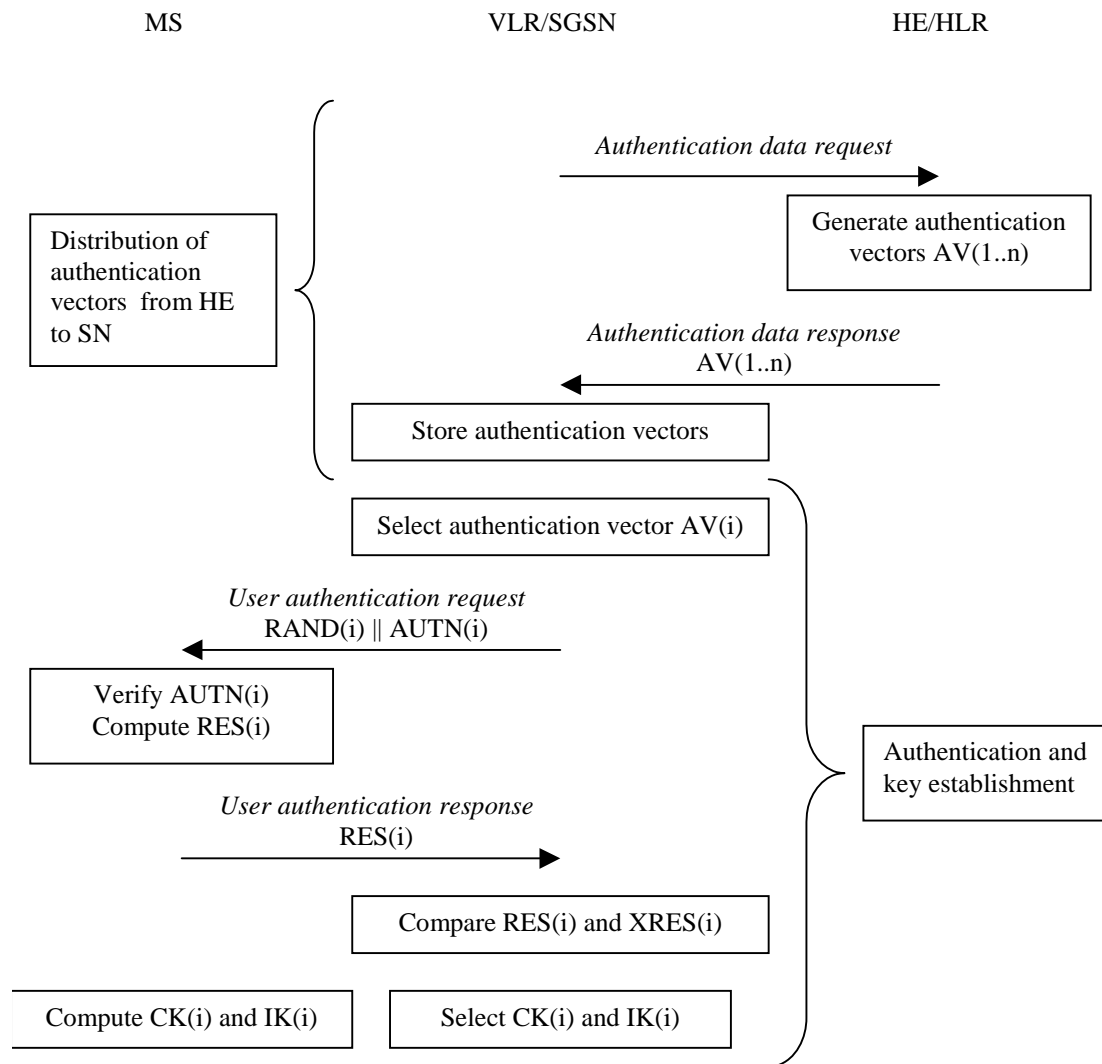 MS
VLR/SGSN
HE/HLR
Authentication data request
Generate authentication
vectors AV(1..n)
Distribution of
authentication
vectors from HE
to SN
Authentication data response
AV(1..n)
Store authentication vectors
Select authentication vector AV(i)
User authentication request
RAND(i) || AUTN(i)
Verify AUTN(i)
Compute RES(i)
Authentication and
key establishment
User authentication response
RES(i)
Compare RES(i) and XRES(i)
Compute CK(i) and IK(i)
Select CK(i) and IK(i)